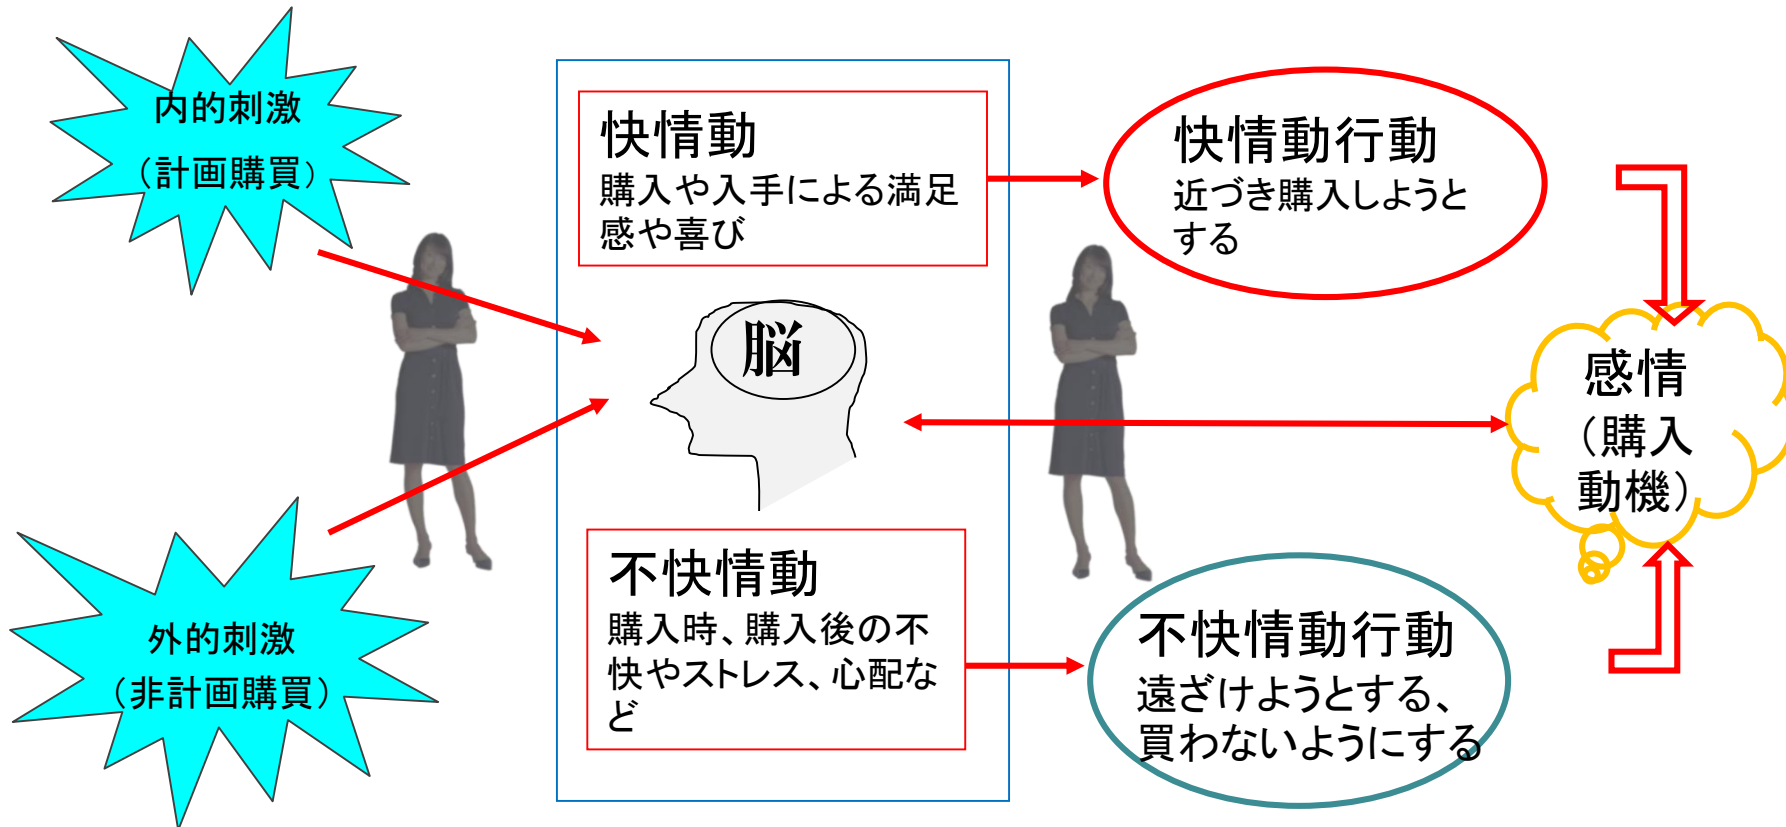 内的刺激
（計画購買）
外的刺激
（非計画購買）
快情動
購入や入手による満足
感や喜び
脳
不快情動
購入時、購入後の不
快やストレス、心配な
ど
快情動行動
近づき購入しようと
する
不快情動行動
遠ざけようとする、
買わないようにする
感情
（購入
動機）